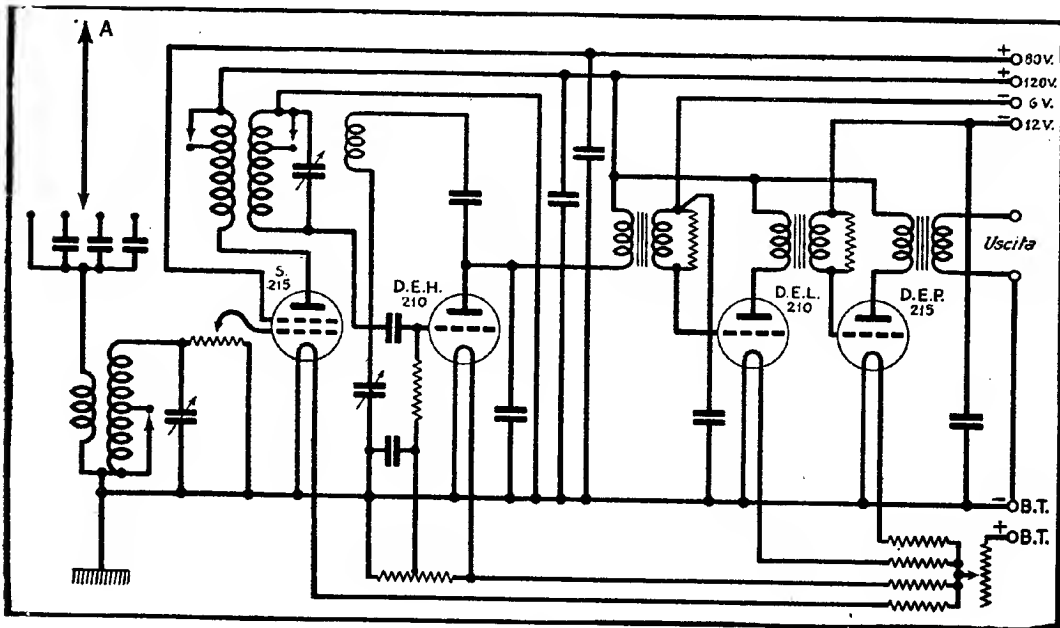 A
+ 80V.
+ 120V.
- 6V.
- 12V.
Uscita
S.
215
D.E.H.
210
D.E.L.
210
D.E.P.
215
- B.T.
+ B.T.